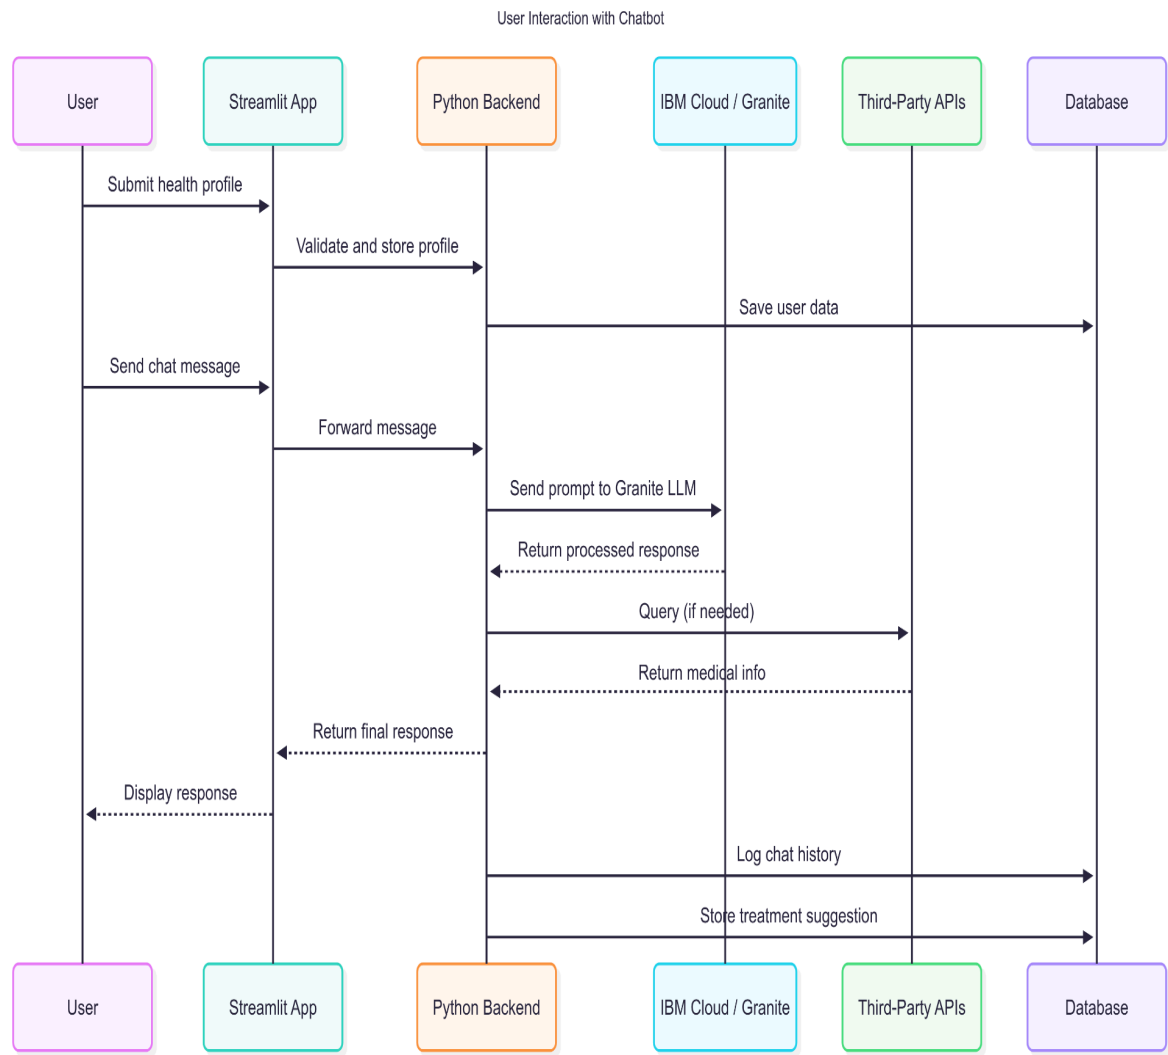 User Interaction with Chatbot
User
Streamlit App
Python Backend
IBM Cloud / Granite
Third-Party APIs
Database
Submit health profile
Validate and store profile
Save user data
Send chat message
Forward message
Send prompt to Granite LLM
Return processed response
Query (if needed)
Return medical info
Return final response
Display response
Log chat history
Store treatment suggestion
User
Streamlit App
Python Backend
IBM Cloud / Granite
Third-Party APIs
Database